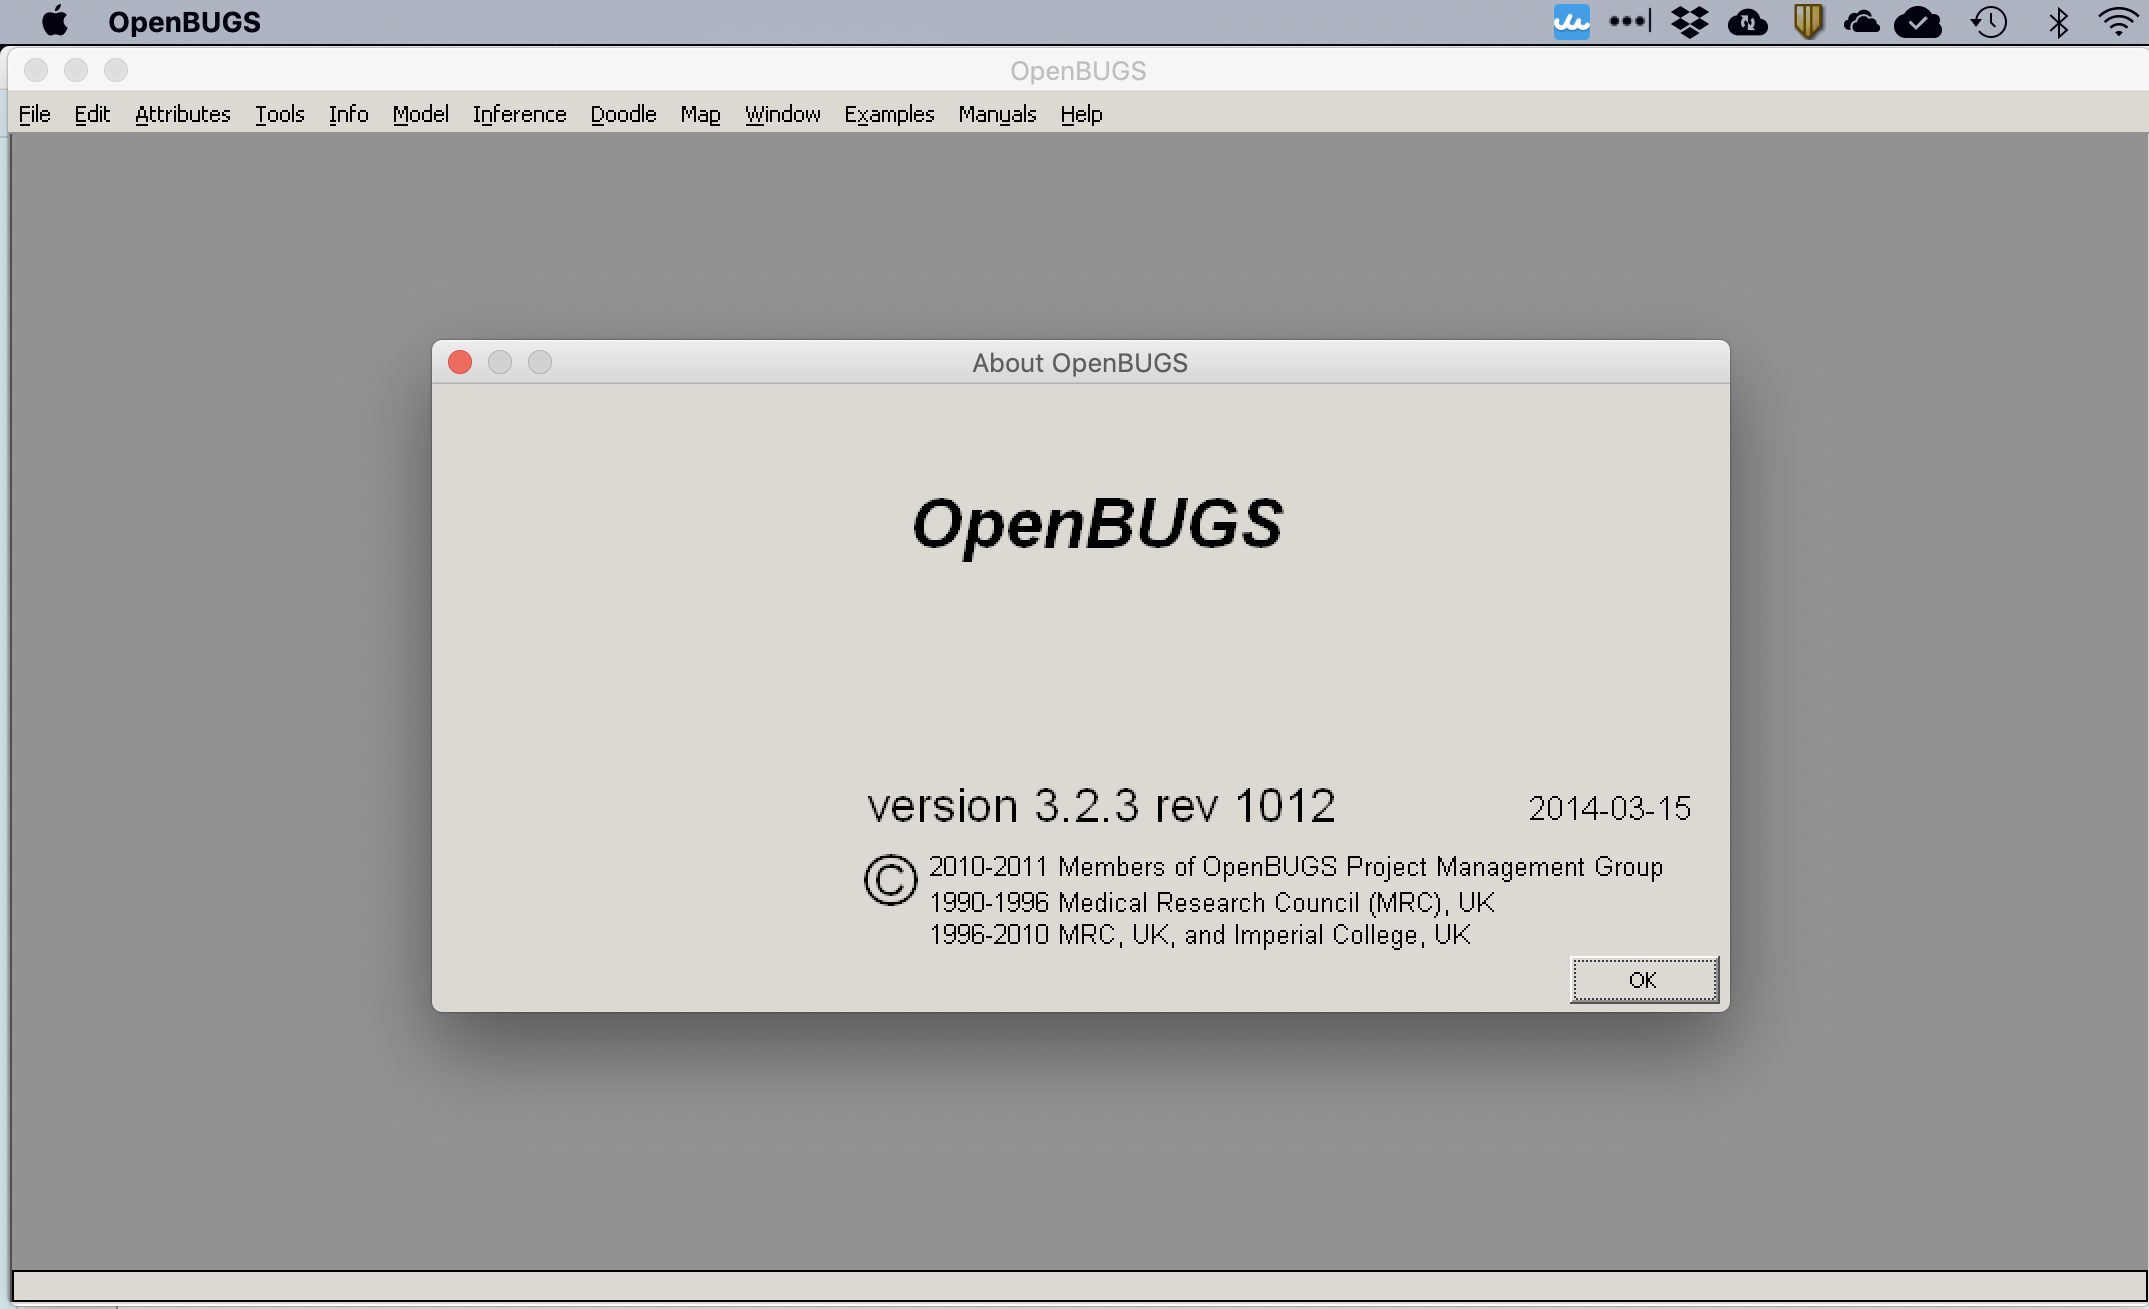 OpenBUGS
OpenBUGS
File Edit Attributes Tools Info Model Inference Doodle Map Window Examples Manuals Help
About OpenBUGS
OpenBUGS
version 3.2.3 rev 1012 2014-03-15
© 2010-2011 Members of OpenBUGS Project Management Group
1990-1996 Medical Research Council (MRC), UK
1996-2010 MRC, UK, and Imperial College, UK
OK